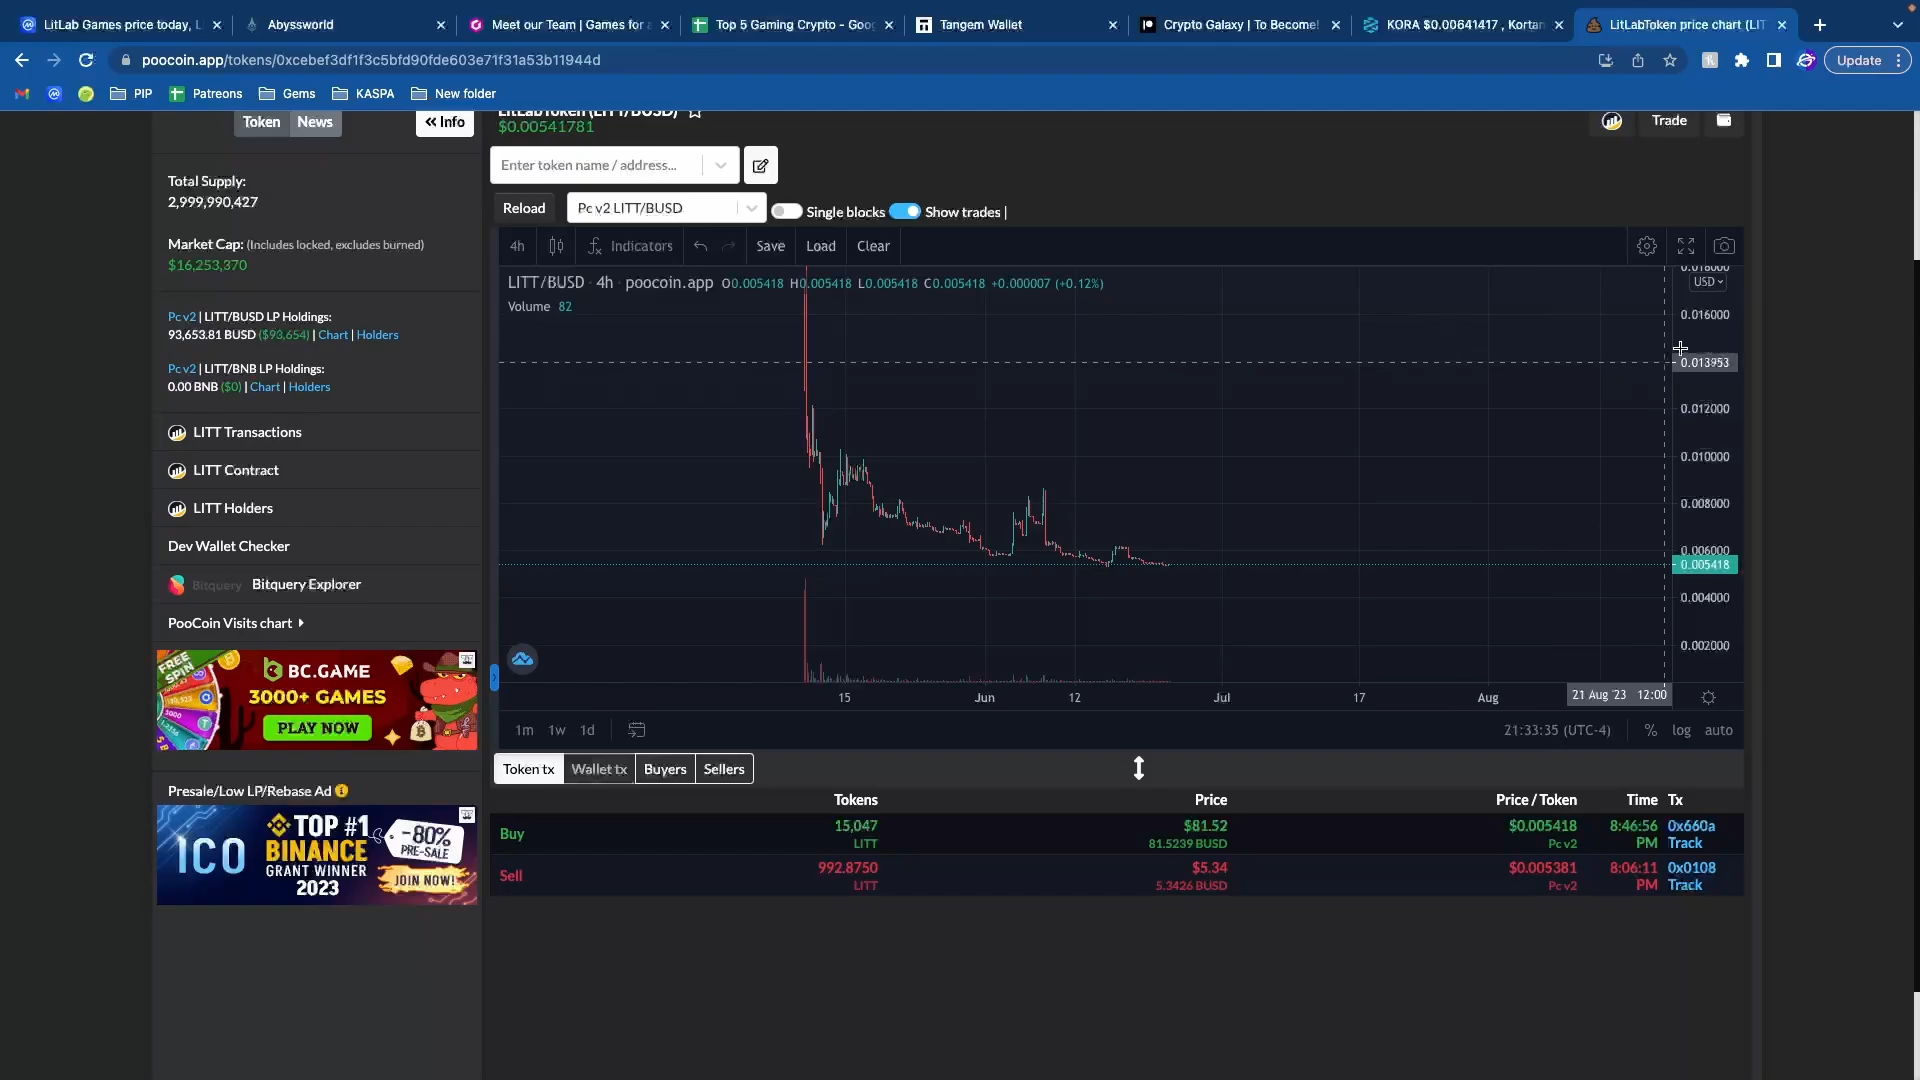 LitLab Games price today, L
Abyssworld
Meet our Team | Games for a
Top 5 Gaming Crypto - Goog
Tangem Wallet
Crypto Galaxy | To Become!
KORA $0.00641417 , Kortan
LitLabToken price chart (LIT
poocoin.app/tokens/0xcebef3df1f3c5bfd90fde603e71f31a53b11944d
Update
PIP
Patreons
Gems
KASPA
New folder
Token
News
Info
LitLabToken (LITT/BUSD)
$0.00541781
Trade
Enter token name / address...
Reload
Pc v2 LITT/BUSD
Single blocks
Show trades |
Total Supply:
2,999,990,427
Market Cap: (Includes locked, excludes burned)
$16,253,370
Pc v2 | LITT/BUSD LP Holdings:
93,653.81 BUSD ($93,654) | Chart | Holders
Pc v2 | LITT/BNB LP Holdings:
0.00 BNB ($0) | Chart | Holders
LITT Transactions
LITT Contract
LITT Holders
Dev Wallet Checker
Bitquery Bitquery Explorer
PooCoin Visits chart
FREE SPIN
BC.GAME
3000+ GAMES
PLAY NOW
Presale/Low LP/Rebase Ad
ICO
TOP #1
BINANCE
GRANT WINNER
2023
-80%
PRE-SALE
JOIN NOW!
4h
Indicators
Save
Load
Clear
LITT/BUSD · 4h · poocoin.app O0.005418 H0.005418 L0.005418 C0.005418 +0.000007 (+0.12%)
Volume 82
0.018000
USD
0.016000
0.013953
0.012000
0.010000
0.008000
0.006000
0.005418
0.004000
0.002000
15
Jun
12
Jul
17
Aug
21 Aug '23 12:00
1m
1w
1d
21:33:35 (UTC-4)
%
log
auto
Token tx
Wallet tx
Buyers
Sellers
Tokens
Price
Price / Token
Time
Tx
Buy
15,047
LITT
$81.52
81.5239 BUSD
$0.005418
Pc v2
8:46:56
PM
0x660a
Track
Sell
992.8750
LITT
$5.34
5.3426 BUSD
$0.005381
Pc v2
8:06:11
PM
0x0108
Track